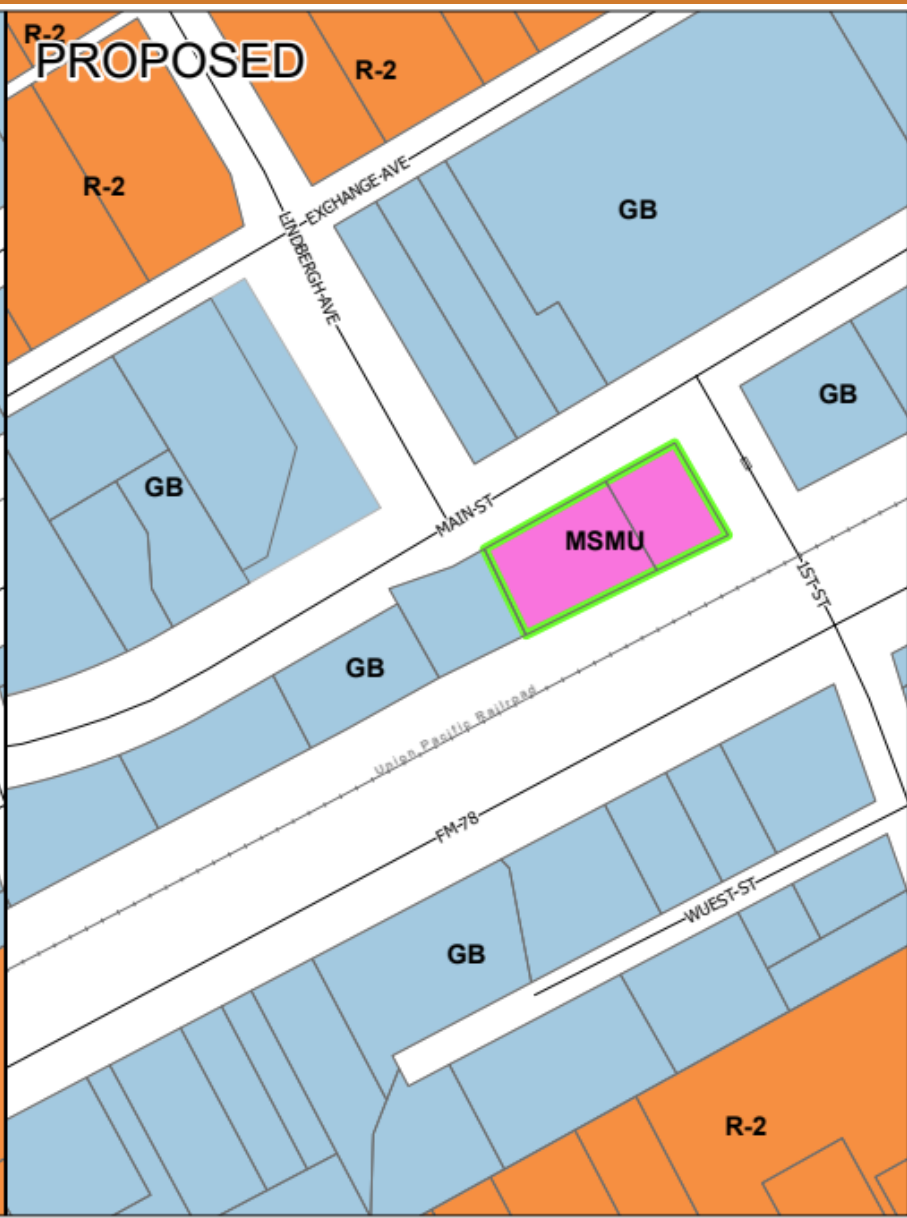 R-2
PROPOSED
R-2
R-2
EXCHANGE-AVE
GB
LINDBERGH-AVE
GB
GB
MAIN-ST
MSMU
1ST-ST
GB
Union Pacific Railroad
FM-78
WUEST-ST
GB
R-2